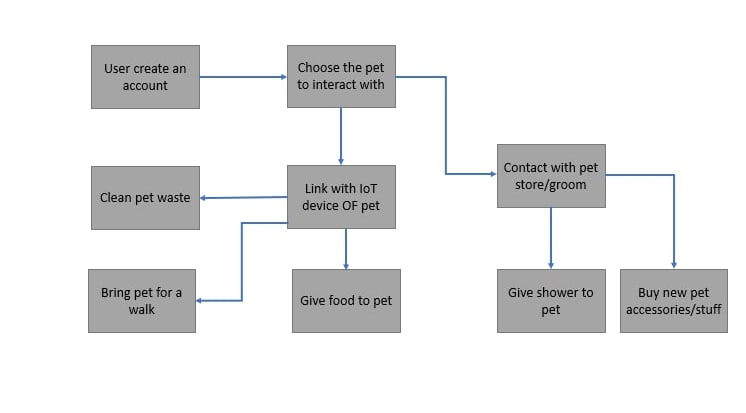 User create an
account
Choose the pet
to interact with
Contact with pet
store/groom
Clean pet waste
Link with IoT
device OF pet
Bring pet for a
walk
Give food to pet
Give shower to
pet
Buy new pet
accessories/stuff